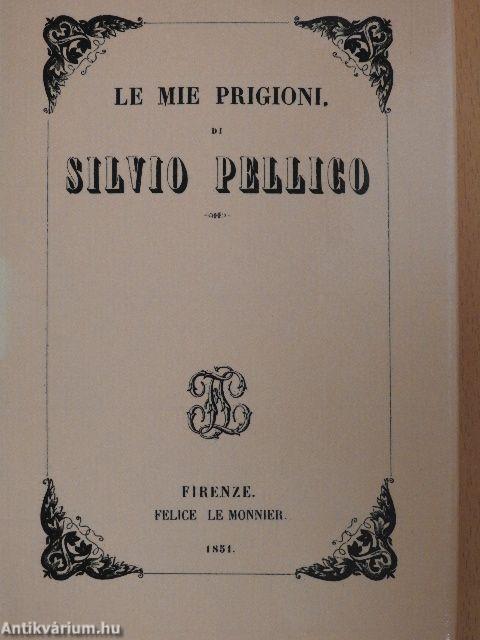 LE MIE PRIGIONI.
DI
SILVIO PELLICO
FIRENZE.
FELICE LE MONNIER.
1851.
Antikvárium.hu